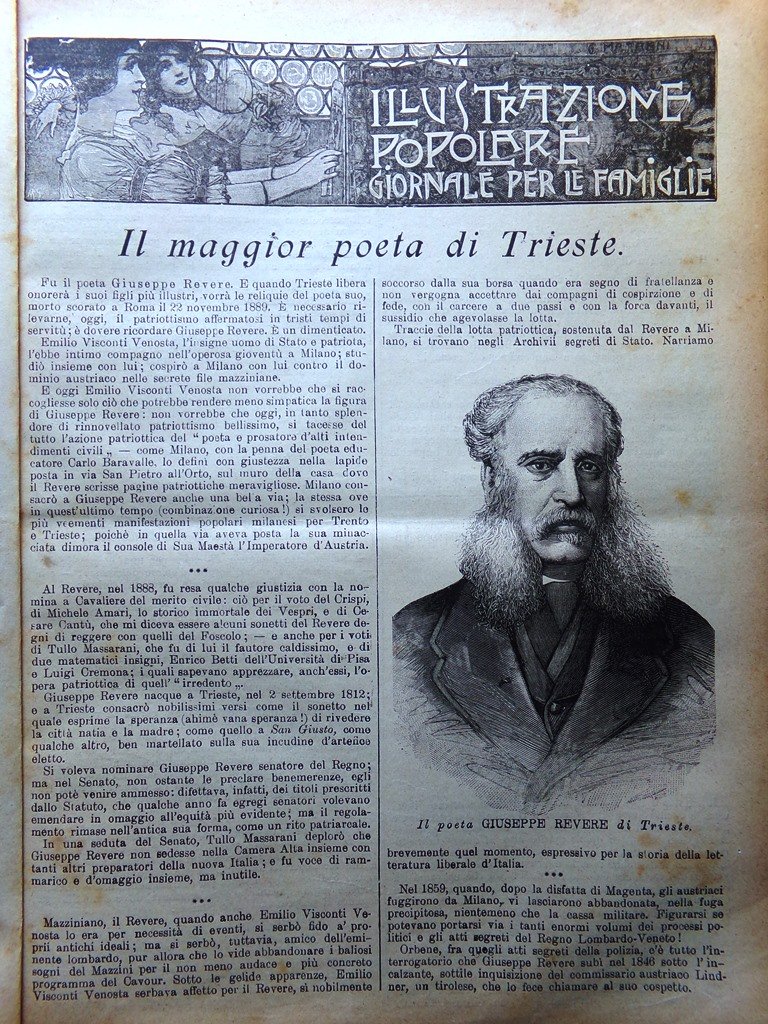 ILLUSTRAZIONE
POPOLARE
GIORNALE PER LE FAMIGLIE
Il maggior poeta di Trieste.
Fu il poeta Giuseppe Revere. E quando Trieste libera
onorerà i suoi figli più illustri, vorrà le reliquie del poeta suo,
morto scorato a Roma il 22 novembre 1889. È necessario ri-
levarne, oggi, il patriottismo affermato in tristi tempi di
servitù; è dovere ricordare Giuseppe Revere. È un dimenticato.
Emilio Visconti Venosta, l'insigne uomo di Stato e patriota,
l'ebbe intimo compagno nell'operosa gioventù a Milano; stu-
diò insieme con lui; cospirò a Milano con lui contro il do-
minio austriaco nelle secrete file mazziniane.
E oggi Emilio Visconti Venosta non vorrebbe che si rac-
cogliesse solo ciò che potrebbe rendere meno simpatica la figura
di Giuseppe Revere: non vorrebbe che oggi, in tanto splen-
dore di rinnovellato patriottismo bellissimo, si tacesse del
tutto l'azione patriottica del " poeta e prosatore d'alti inten-
dimenti civili „ — come Milano, con la penna del poeta edu-
catore Carlo Baravalle, lo definì con giustezza nella lapide
posta in via San Pietro all'Orto, sul muro della casa dove
il Revere scrisse pagine patriottiche meravigliose. Milano con-
sacrò a Giuseppe Revere anche una bella via; la stessa ove
in quest'ultimo tempo (combinazione curiosa!) si svolsero le
più veementi manifestazioni popolari milanesi per Trento
e Trieste; poichè in quella via aveva posta la sua minac-
ciata dimora il console di Sua Maestà l'Imperatore d'Austria.
***
Al Revere, nel 1888, fu resa qualche giustizia con la no-
mina a Cavaliere del merito civile: ciò per il voto del Crispi,
di Michele Amari, lo storico immortale dei Vespri, e di Ce-
sare Cantù, che mi diceva essere alcuni sonetti del Revere de-
gni di reggere con quelli del Foscolo; — e anche per i voti
di Tullo Massarani, che fu di lui il fautore caldissimo, e di
due matematici insigni, Enrico Betti dell'Università di Pisa
e Luigi Cremona; i quali sapevano apprezzare, anch'essi, l'o-
pera patriottica di quell' " irredento „.
Giuseppe Revere nacque a Trieste, nel 2 settembre 1812;
e a Trieste consacrò nobilissimi versi come il sonetto nel
quale esprime la speranza (ahimè vana speranza!) di rivedere
la città natia e la madre; come quello a San Giusto, come
qualche altro, ben martellato sulla sua incudine d'artefice
eletto.
Si voleva nominare Giuseppe Revere senatore del Regno;
ma nel Senato, non ostante le preclare benemerenze, egli
non potè venire ammesso: difettava, infatti, dei titoli prescritti
dallo Statuto, che qualche anno fa egregi senatori volevano
emendare in omaggio all'equità più evidente; ma il regola-
mento rimase nell'antica sua forma, come un rito patriarcale.
In una seduta del Senato, Tullo Massarani deplorò che
Giuseppe Revere non sedesse nella Camera Alta insieme con
tanti altri preparatori della nuova Italia; e fu voce di ram-
marico e d'omaggio insieme, ma inutile.
***
Mazziniano, il Revere, quando anche Emilio Visconti Ve-
nosta lo era per necessità di eventi, si serbò fido a' pro-
prii antichi ideali; ma si serbò, tuttavia, amico dell'emi-
nente lombardo, pur allora che lo vide abbandonare i baliosi
sogni del Mazzini per il non meno audace e più concreto
programma del Cavour. Sotto le gelide apparenze, Emilio
Visconti Venosta serbava affetto per il Revere, sì nobilmente
soccorso dalla sua borsa quando era segno di fratellanza e
non vergogna accettare dai compagni di cospirzione e di
fede, con il carcere a due passi e con la forca davanti, il
sussidio che agevolasse la lotta.
Traccie della lotta patriottica, sostenuta dal Revere a Mi-
lano, si trovano negli Archivii segreti di Stato. Narriamo
Il poeta GIUSEPPE REVERE di Trieste.
brevemente quel momento, espressivo per la storia della let-
teratura liberale d'Italia.
***
Nel 1859, quando, dopo la disfatta di Magenta, gli austriaci
fuggirono da Milano, vi lasciarono abbandonata, nella fuga
precipitosa, nientemeno che la cassa militare. Figurarsi se
potevano portarsi via i tanti enormi volumi dei processi po-
litici e gli atti segreti del Regno Lombardo-Veneto!
Orbene, fra quegli atti segreti della polizia, c'è tutto l'in-
terrogatorio che Giuseppe Revere subì nel 1846 sotto l'in-
calzante, sottile inquisizione del commissario austriaco Lind-
ner, un tirolese, che lo fece chiamare al suo cospetto.